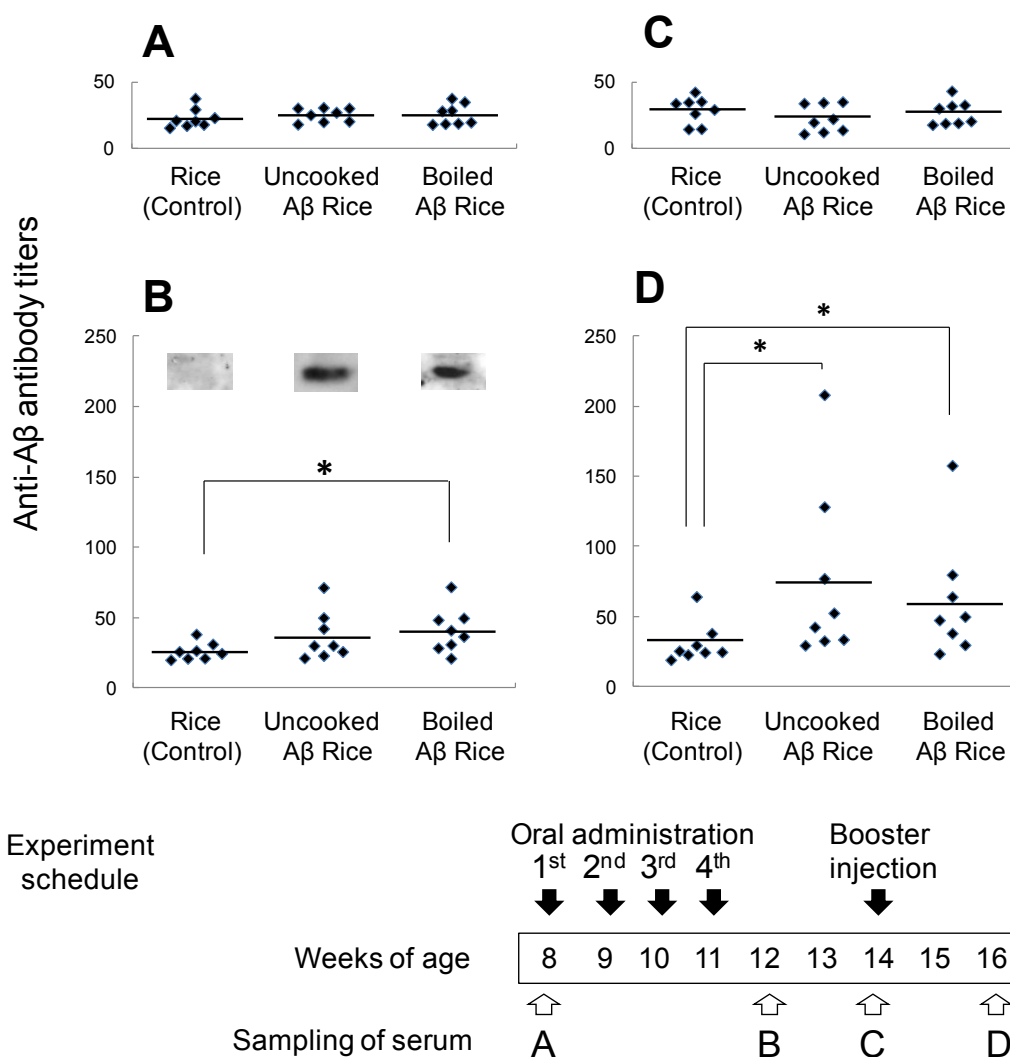 A
50
0
Rice
(Control)
Uncooked
Aβ Rice
Boiled
Aβ Rice
C
50
0
Rice
(Control)
Uncooked
Aβ Rice
Boiled
Aβ Rice
Anti-Aβ antibody titers
B
250
200
150
100
50
0
*
Rice
(Control)
Uncooked
Aβ Rice
Boiled
Aβ Rice
D
250
200
150
100
50
0
*
*
Rice
(Control)
Uncooked
Aβ Rice
Boiled
Aβ Rice
Experiment
schedule
Oral administration
1st 2nd 3rd 4th
Booster
injection
Weeks of age 8 9 10 11 12 13 14 15 16
Sampling of serum A B C D